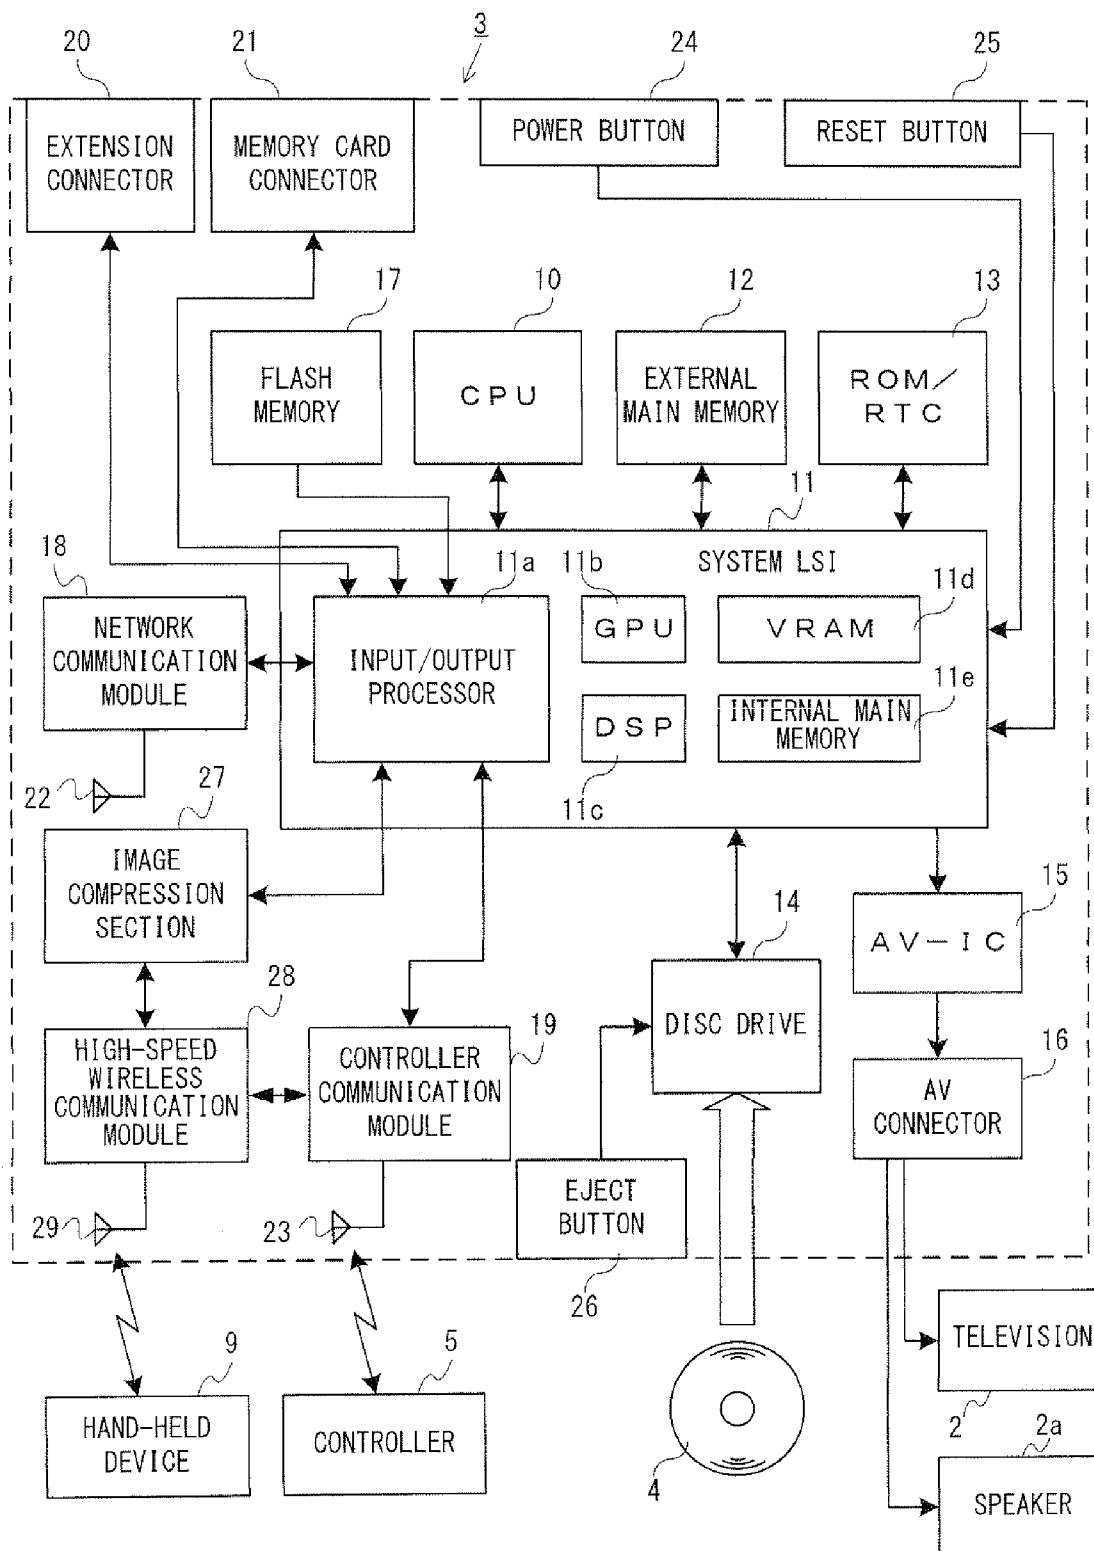 3
20
21
24
25
EXTENSION
CONNECTOR
MEMORY CARD
CONNECTOR
POWER BUTTON
RESET BUTTON
17
10
12
13
FLASH
MEMORY
CPU
EXTERNAL
MAIN MEMORY
ROM/
RTC
11
SYSTEM LSI
18
11a
11b
11d
NETWORK
COMMUNICATION
MODULE
INPUT/OUTPUT
PROCESSOR
GPU
VRAM
11e
DSP
INTERNAL MAIN
MEMORY
11c
22
27
IMAGE
COMPRESSION
SECTION
14
15
AV-IC
28
19
DISC DRIVE
16
HIGH-SPEED
WIRELESS
COMMUNICATION
MODULE
CONTROLLER
COMMUNICATION
MODULE
AV
CONNECTOR
29
23
EJECT
BUTTON
26
9
5
TELEVISION
2
HAND-HELD
DEVICE
CONTROLLER
4
2a
SPEAKER